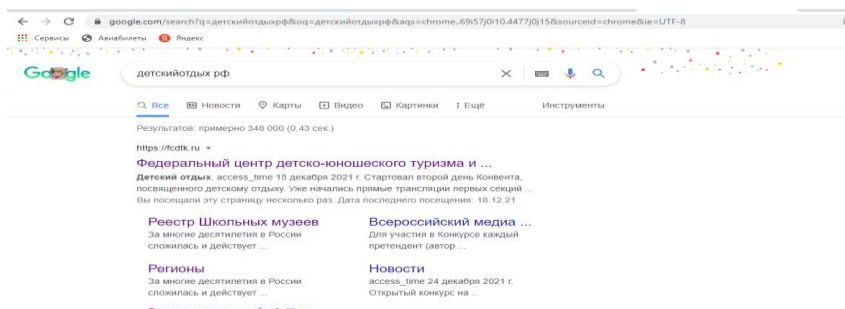 google.com/search?q=детскийотдыхрф&oq=детскийотдыхрф&aqs=chrome..69i57j0i10.4477j0j15&sourceid=chrome&ie=UTF-8
Сервисы Авиабилеты Яндекс
Google детскийотдых рф
Все Новости Карты Видео Картинки Ещё Инструменты
Результатов: примерно 348 000 (0,43 сек.)
https://fcdtk.ru
Федеральный центр детско-юношеского туризма и ...
Детский отдых. access_time 15 декабря 2021 г. Стартовал второй день Конвента,
посвященного детскому отдыху. Уже начались прямые трансляции первых секций ...
Вы посещали эту страницу несколько раз. Дата последнего посещения: 18.12.21
Реестр Школьных музеев
За многие десятилетия в России
сложилась и действует ...
Всероссийский медиа ...
Для участия в Конкурсе каждый
претендент (автор ...
Регионы
За многие десятилетия в России
сложилась и действует ...
Новости
access_time 24 декабря 2021 г.
Открытый конкурс на ...